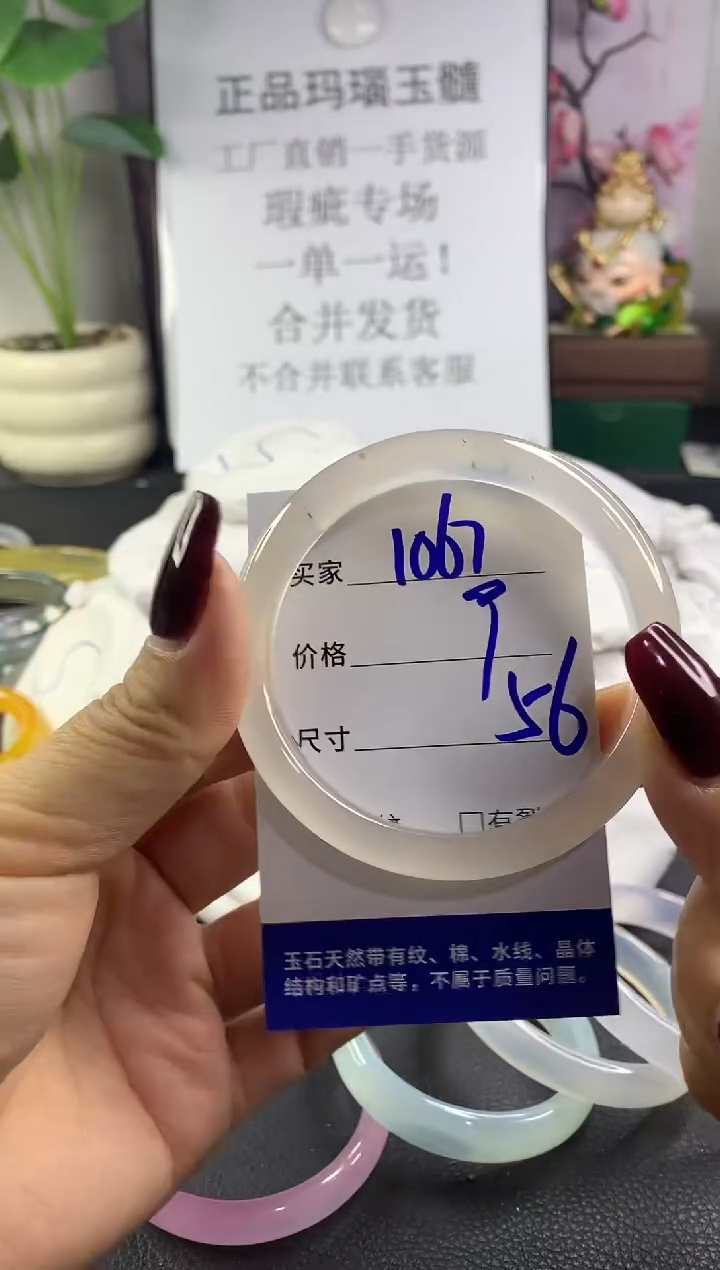 正品玛瑙玉髓
工厂直销一手货源
瑕疵专场
一单一运！
合并发货
不合并联系客服
买家 1067
价格
尺寸 56
□有裂
玉石天然带有纹、棉、水线、晶体
结构和矿点等，不属于质量问题。